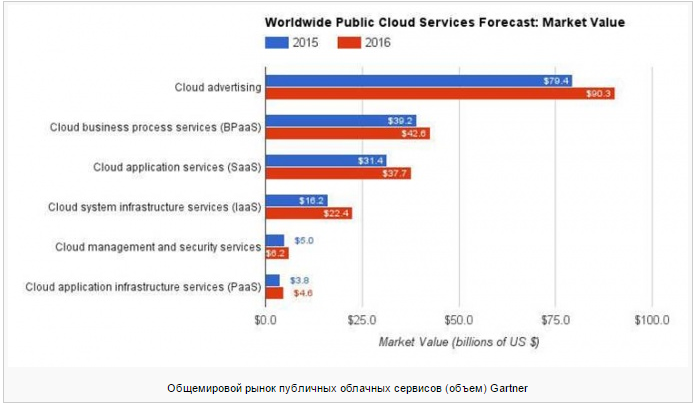 Worldwide Public Cloud Services Forecast: Market Value
2015 2016
Cloud advertising
$79.4
$90.3
Cloud business process services (BPaaS)
$39.2
$42.6
Cloud application services (SaaS)
$31.4
$37.7
Cloud system infrastructure services (IaaS)
$16.2
$22.4
Cloud management and security services
$5.0
$6.2
Cloud application infrastructure services (PaaS)
$3.8
$4.6
$0.0 $25.0 $50.0 $75.0 $100.0
Market Value (billions of US $)
Общемировой рынок публичных облачных сервисов (объем) Gartner